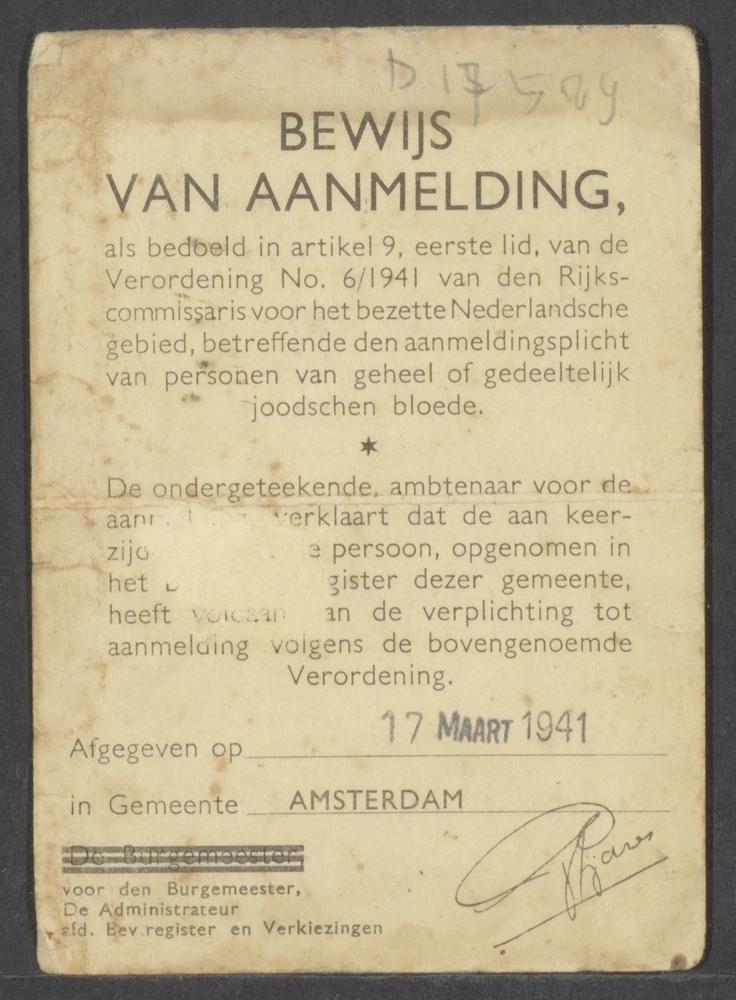 BEWIJS
VAN AANMELDING,
als bedoeld in artikel 9, eerste lid, van de
Verordening No. 6/1941 van den Rijks-
commissaris voor het bezette Nederlandsche
gebied, betreffende den aanmeldingsplicht
van personen van geheel of gedeeltelijk
joodschen bloede.
De ondergeteekende, ambtenaar voor de
verklaart dat de aan keer-
persoon, opgenomen in
het gister dezer gemeente,
heeft voldaan an de verplichting tot
aanmelding volgens de bovengenoemde
Verordening.
17 MAART 1941
Afgegeven op
in Gemeente AMSTERDAM
De Burgemeester,
voor den Burgemeester,
De Administrateur
afd. Bev.register en Verkiezingen